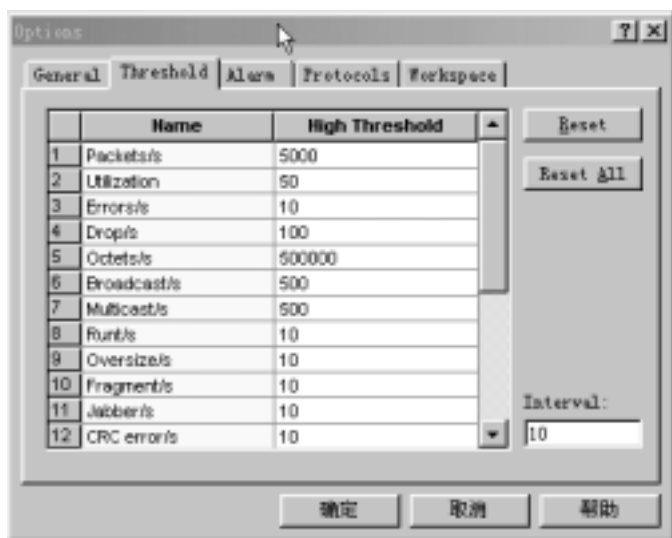 Options
General Threshold Alarm Protocols Workspace
Name High Threshold
1 Packets/s 5000
2 Utilization 50
3 Errors/s 10
4 Drop/s 100
5 Octets/s 500000
6 Broadcast/s 500
7 Multicast/s 500
8 Runt/s 10
9 Oversize/s 10
10 Fragment/s 10
11 Jabber/s 10
12 CRC error/s 10
Reset
Reset All
Interval:
10
确定 取消 帮助